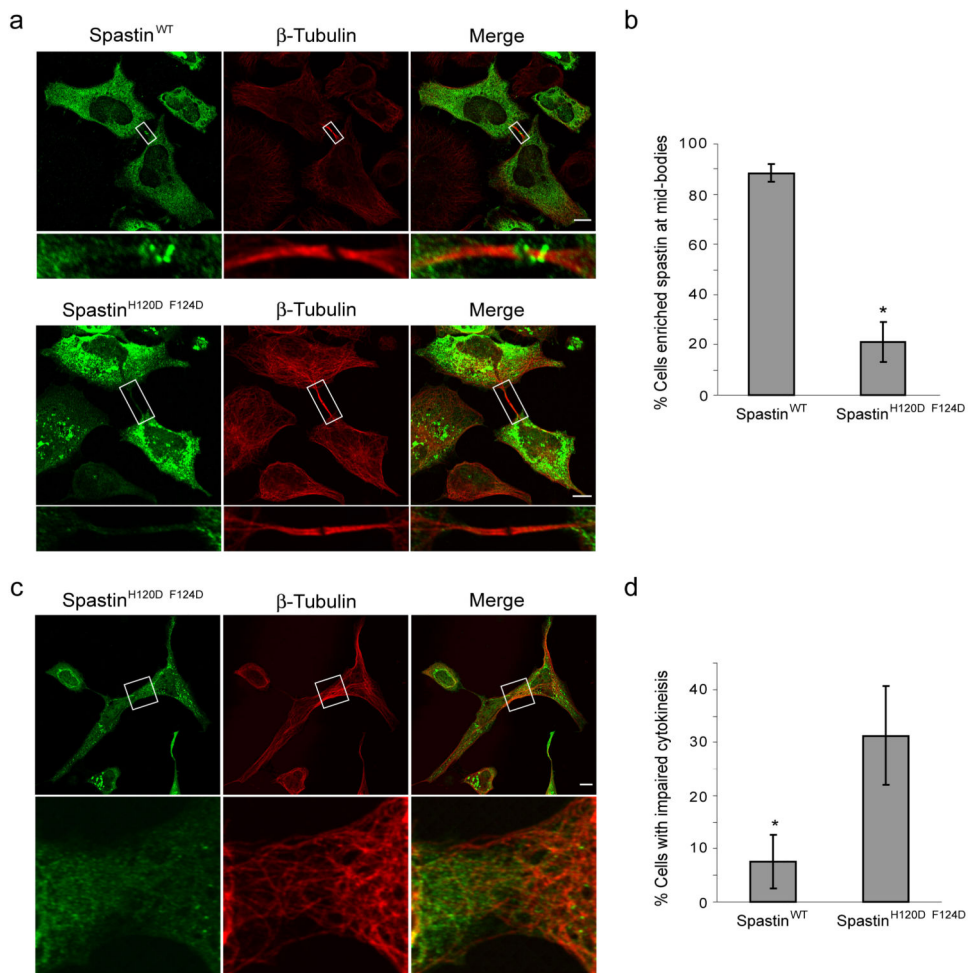 a
Spastin^WT β-Tubulin Merge
Spastin^H120D F124D β-Tubulin Merge
b
% Cells enriched spastin at mid-bodies
100
80
60
40
20
0
*
Spastin^WT Spastin^H120D F124D
c
Spastin^H120D F124D β-Tubulin Merge
d
% Cells with impaired cytokineisis
40
30
20
10
0
*
Spastin^WT Spastin^H120D F124D